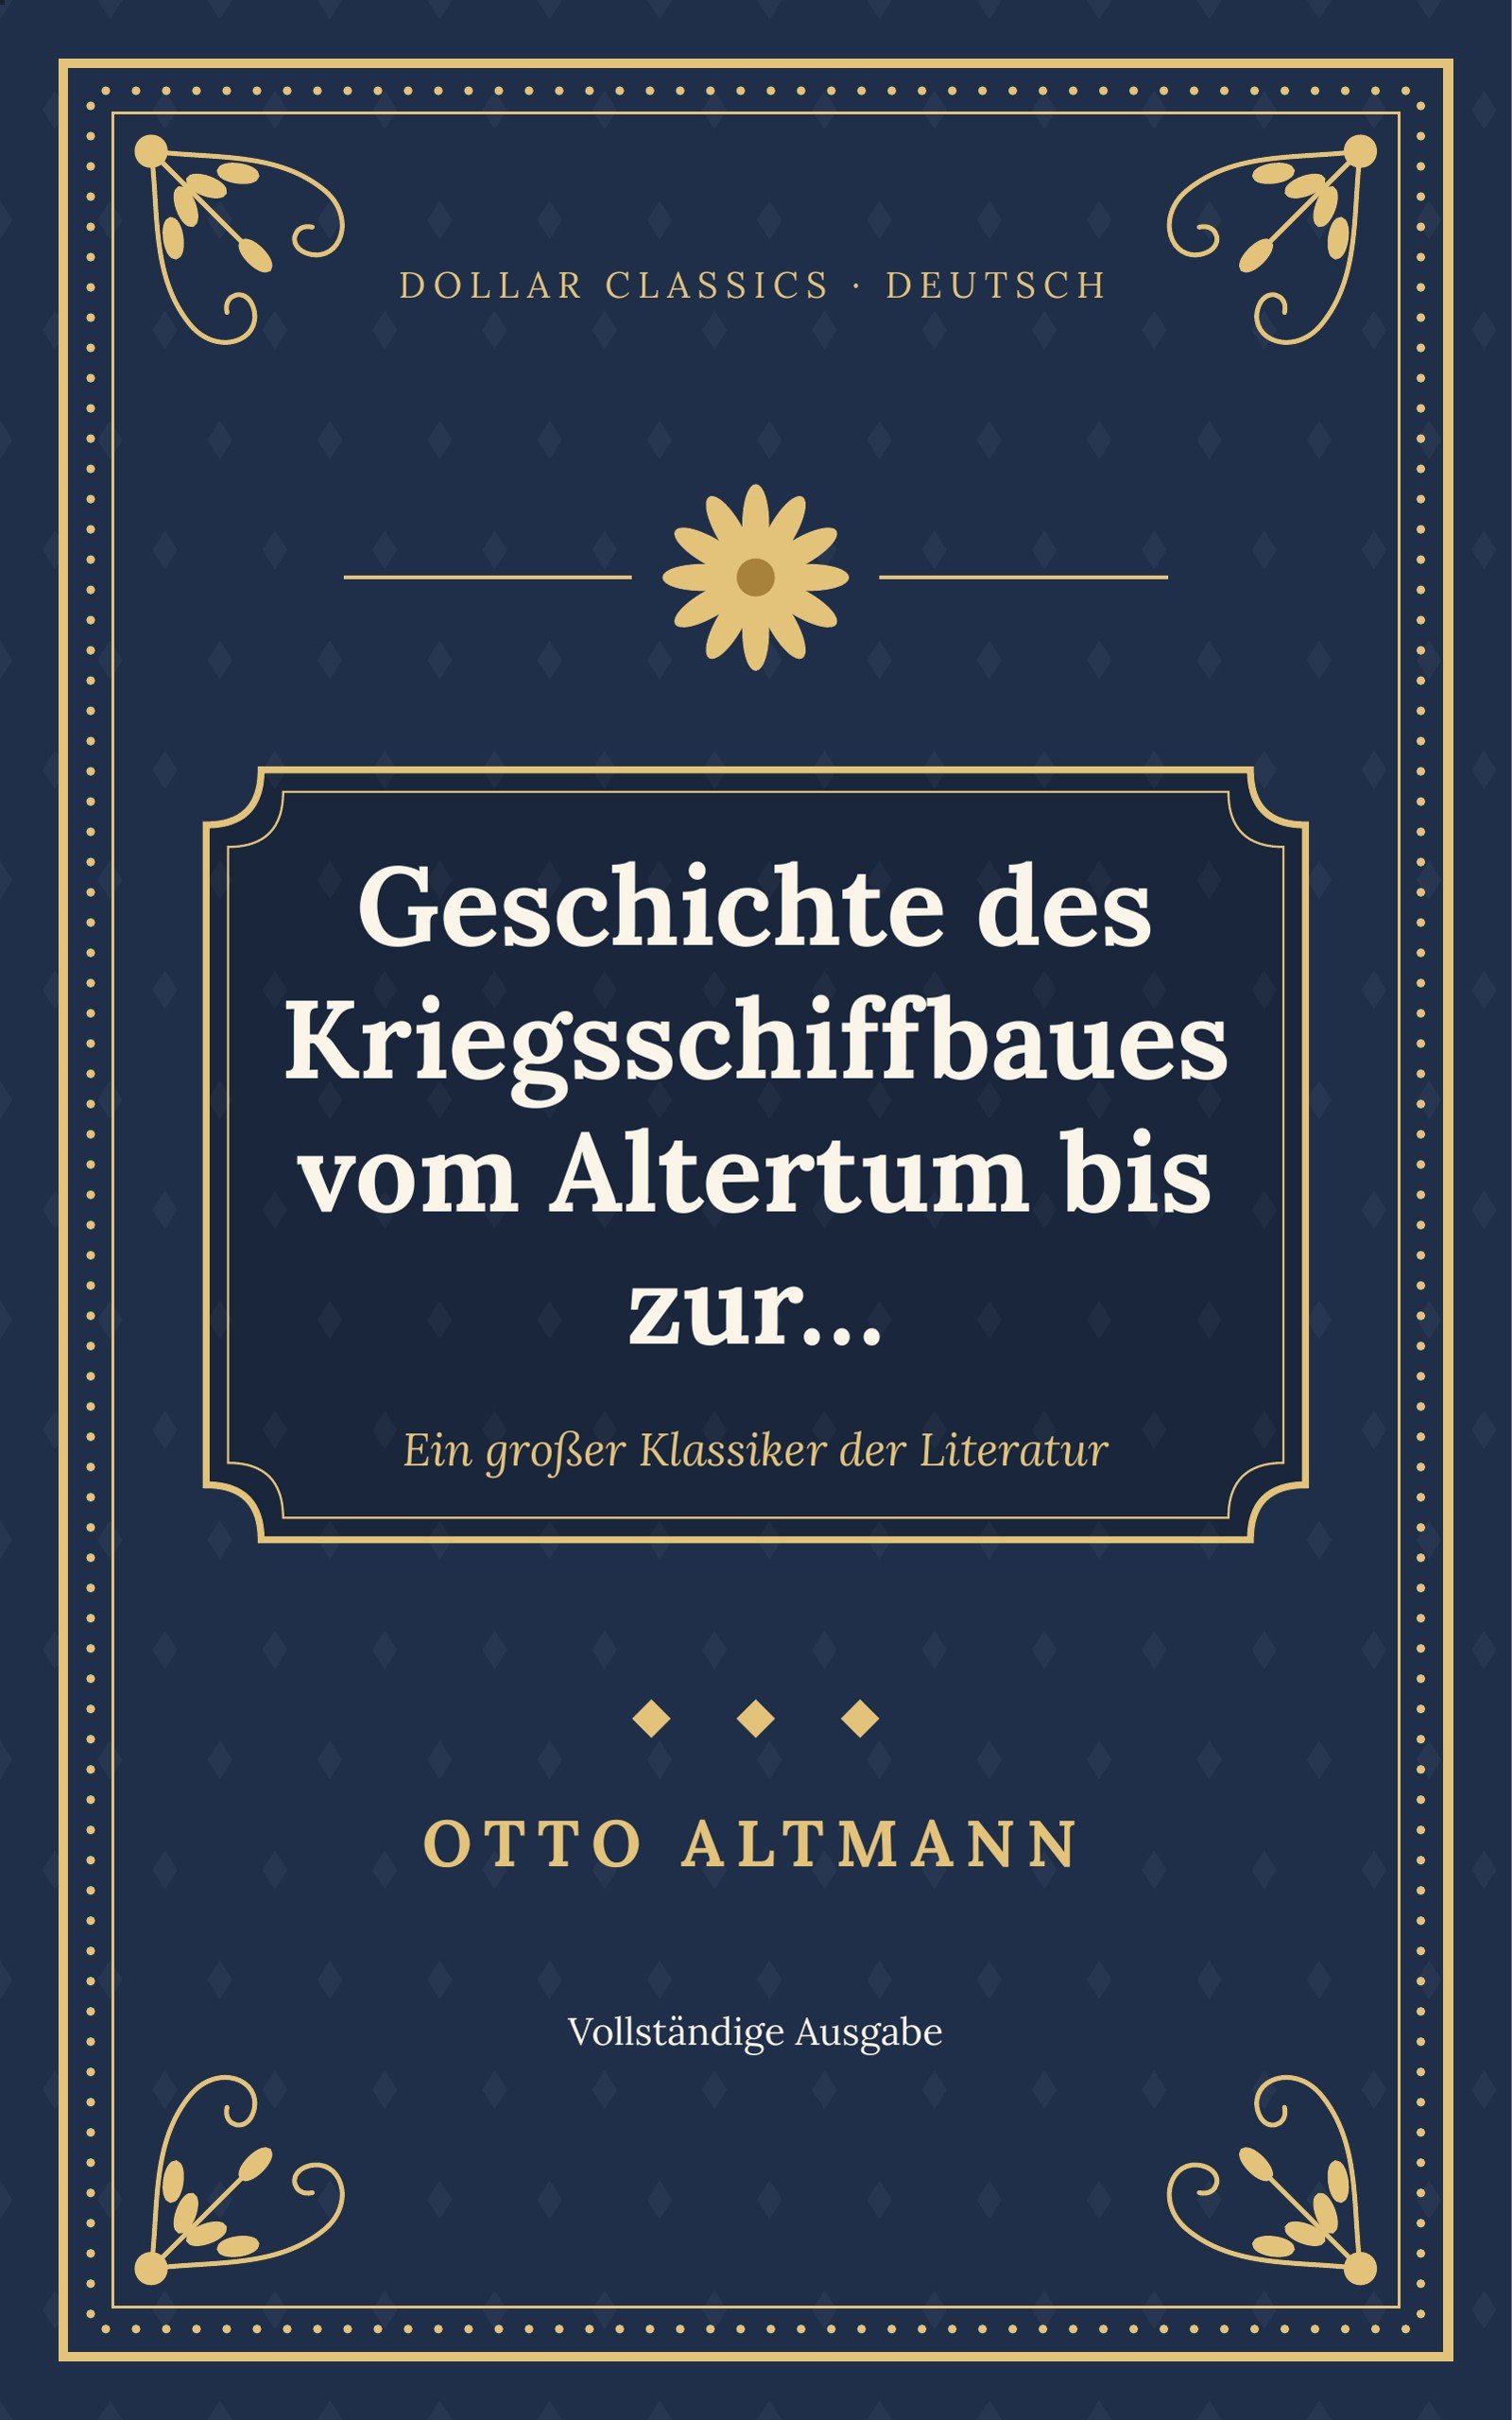 DOLLAR CLASSICS · DEUTSCH
Geschichte des
Kriegsschiffbaues
vom Altertum bis
zur...
Ein großer Klassiker der Literatur
OTTO ALTMANN
Vollständige Ausgabe